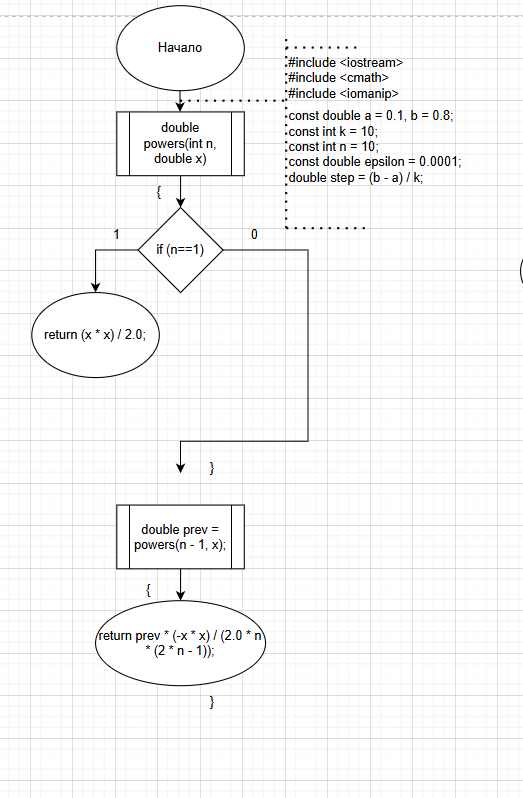 Начало
#include <iostream>
#include <cmath>
#include <iomanip>
const double a = 0.1, b = 0.8;
const int k = 10;
const int n = 10;
const double epsilon = 0.0001;
double step = (b - a) / k;
double
powers(int n,
double x)
{
1
if (n==1)
0
return (x * x) / 2.0;
}
double prev =
powers(n - 1, x);
{
return prev * (-x * x) / (2.0 * n
* (2 * n - 1));
}